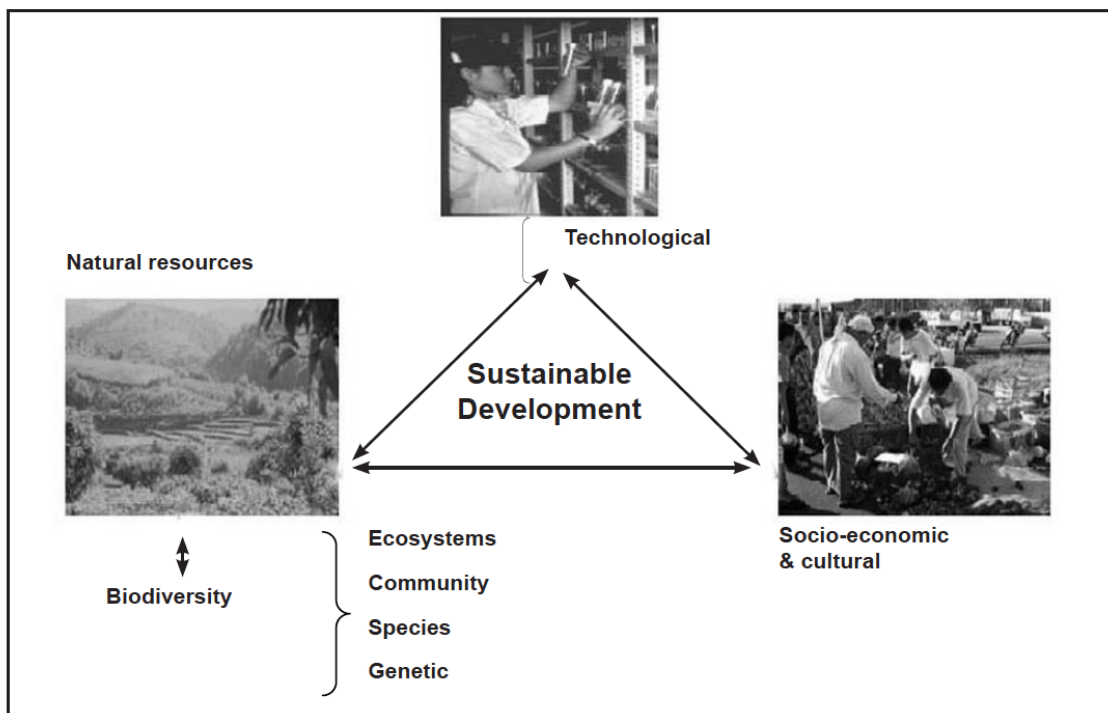 Technological
Natural resources
Sustainable
Development
Socio-economic
& cultural
Biodiversity
Ecosystems
Community
Species
Genetic